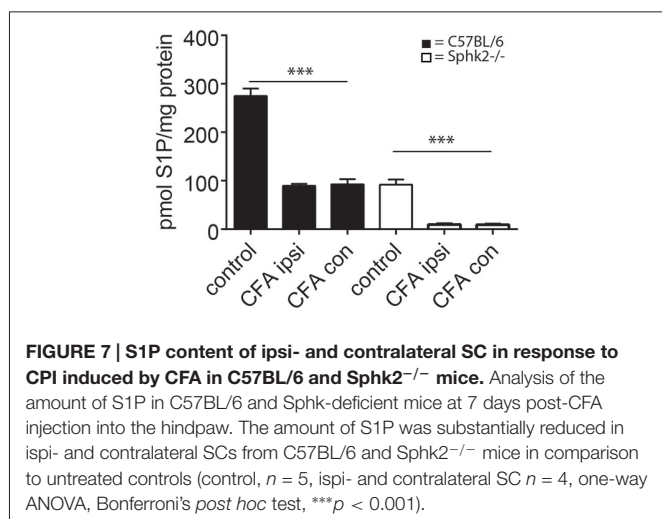 400
300
200
100
0
pmol S1P/mg protein
= C57BL/6
= Sphk2-/-
***
***
control
CFA ipsi
CFA con
control
CFA ipsi
CFA con
FIGURE 7 | S1P content of ipsi- and contralateral SC in response to
CPI induced by CFA in C57BL/6 and Sphk2−/− mice. Analysis of the
amount of S1P in C57BL/6 and Sphk-deficient mice at 7 days post-CFA
injection into the hindpaw. The amount of S1P was substantially reduced in
ispi- and contralateral SCs from C57BL/6 and Sphk2−/− mice in comparison
to untreated controls (control, n = 5, ispi- and contralateral SC n = 4, one-way
ANOVA, Bonferroni's post hoc test, ***p < 0.001).